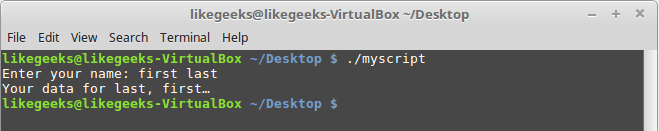 likegeeks@likegeeks-VirtualBox ~/Desktop
File Edit View Search Terminal Help
likegeeks@likegeeks-VirtualBox ~/Desktop $ ./myscript
Enter your name: first last
Your data for last, first…
likegeeks@likegeeks-VirtualBox ~/Desktop $